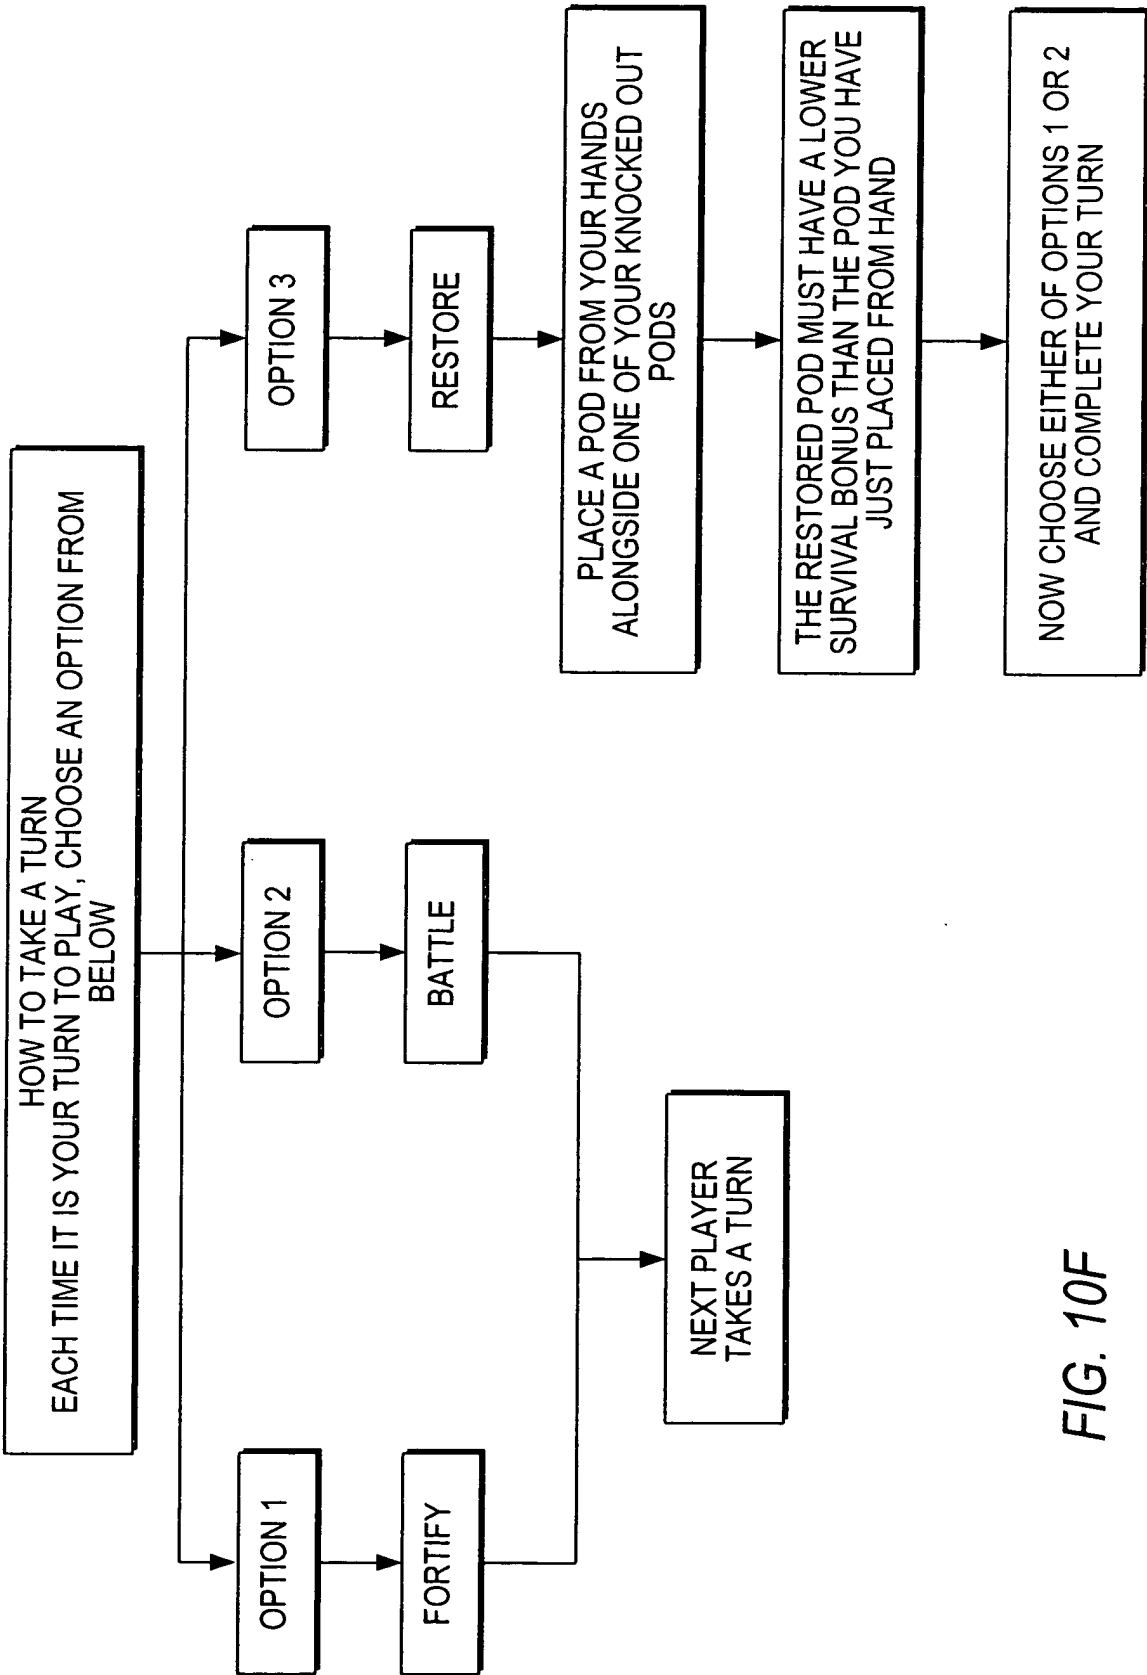 HOW TO TAKE A TURN
EACH TIME IT IS YOUR TURN TO PLAY, CHOOSE AN OPTION FROM
BELOW
OPTION 1
FORTIFY
OPTION 2
BATTLE
NEXT PLAYER
TAKES A TURN
OPTION 3
RESTORE
PLACE A POD FROM YOUR HANDS
ALONGSIDE ONE OF YOUR KNOCKED OUT
PODS
THE RESTORED POD MUST HAVE A LOWER
SURVIVAL BONUS THAN THE POD YOU HAVE
JUST PLACED FROM HAND
NOW CHOOSE EITHER OF OPTIONS 1 OR 2
AND COMPLETE YOUR TURN
FIG. 10F